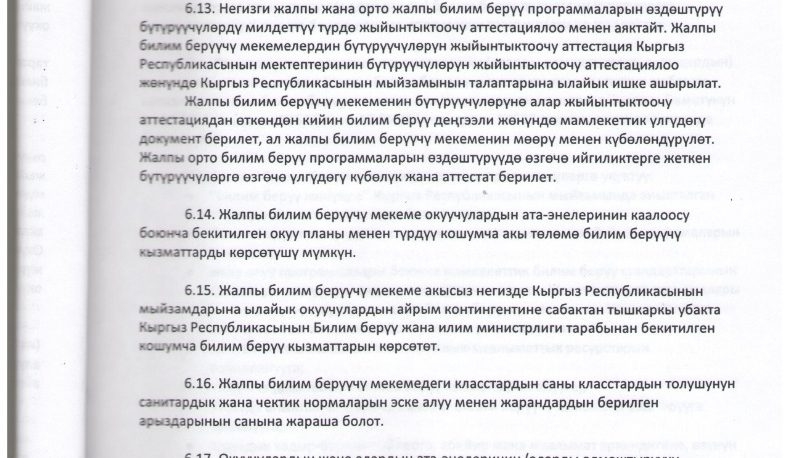 6.13. Негизги жалпы жана орто жалпы билим берүү программаларын өздөштүрүү
бүтүрүүчүлөрдү милдеттүү түрдө жыйынтыктоочу аттестациялоо менен аяктайт. Жалпы
билим берүүчү мекемелердин бүтүрүүчүлөрүн жыйынтыктоочу аттестация Кыргыз
Республикасынын мектептеринин бүтүрүүчүлөрүн жыйынтыктоочу аттестациялоо
жөнүндө Кыргыз Республикасынын мыйзамынын талаптарына ылайык ишке ашырылат.
Жалпы билим берүүчү мекеменин бүтүрүүчүлөрүнө алар жыйынтыктоочу
аттестациядан өткөндөн кийин билим берүү деңгээли жөнүндө мамлекеттик үлгүдөгү
документ берилет, ал жалпы билим берүүчү мекеменин мөөрү менен күбөлөндүрүлөт.
Жалпы орто билим берүү программаларын өздөштүрүүдө өзгөчө ийгиликтерге жеткен
бүтүрүүчүлөргө өзгөчө үлгүдөгү күбөлүк жана аттестат берилет.
6.14. Жалпы билим берүүчү мекеме окуучулардын ата-энелеринин каалоосу
боюнча бекитилген окуу планы менен түрдүү кошумча акы төлөмө билим берүүчү
кызматтарды көрсөтүшү мүмкүн.
6.15. Жалпы билим берүүчү мекеме акысыз негизде Кыргыз Республикасынын
мыйзамдарына ылайык окуучулардын айрым контингентине сабактан тышкаркы убакта
Кыргыз Республикасынын Билим берүү жана илим министрлиги тарабынан бекитилген
кошумча билим берүү кызматтарын көрсөтөт.
6.16. Жалпы билим берүүчү мекемедеги класстардын саны класстардын толушунун
санитардык жана чектик нормаларын эске алуу менен жарандардын берилген
арыздарынын санына жараша болот.
6.17. Окуучулардын жана алардын ата-энелеринин